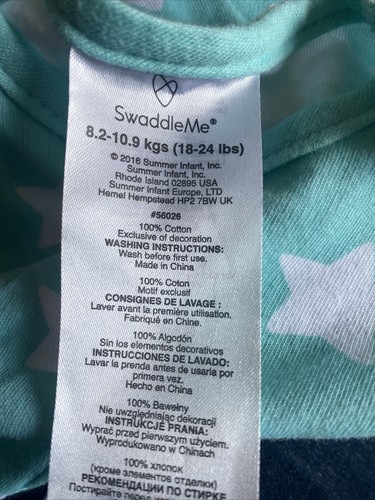 SwaddleMe®
8.2-10.9 kgs (18-24 lbs)
© 2016 Summer Infant, Inc.
Summer Infant, Inc.
Rhode Island 02895 USA
Summer Infant Europe, LTD
Hemel Hempstead HP2 7BW UK
#56026
100% Cotton
Exclusive of decoration
WASHING INSTRUCTIONS:
Wash before first use.
Made in China
100% Coton
Motif exclusif
CONSIGNES DE LAVAGE :
Laver avant la première utilisation.
Fabriqué en Chine.
100% Algodón
Sin los elementos decorativos
INSTRUCCIONES DE LAVADO:
Lavar la prenda antes de usarla por
primera vez.
Hecho en China
100% Bawełny
Nie uwzględniając dekoracji
INSTRUKCJE PRANIA:
Wyprać przed pierwszym użyciem.
Wyprodukowano w Chinach
100% хлопок
(кроме элементов отделки)
РЕКОМЕНДАЦИИ ПО СТИРКЕ
Постирайте перед